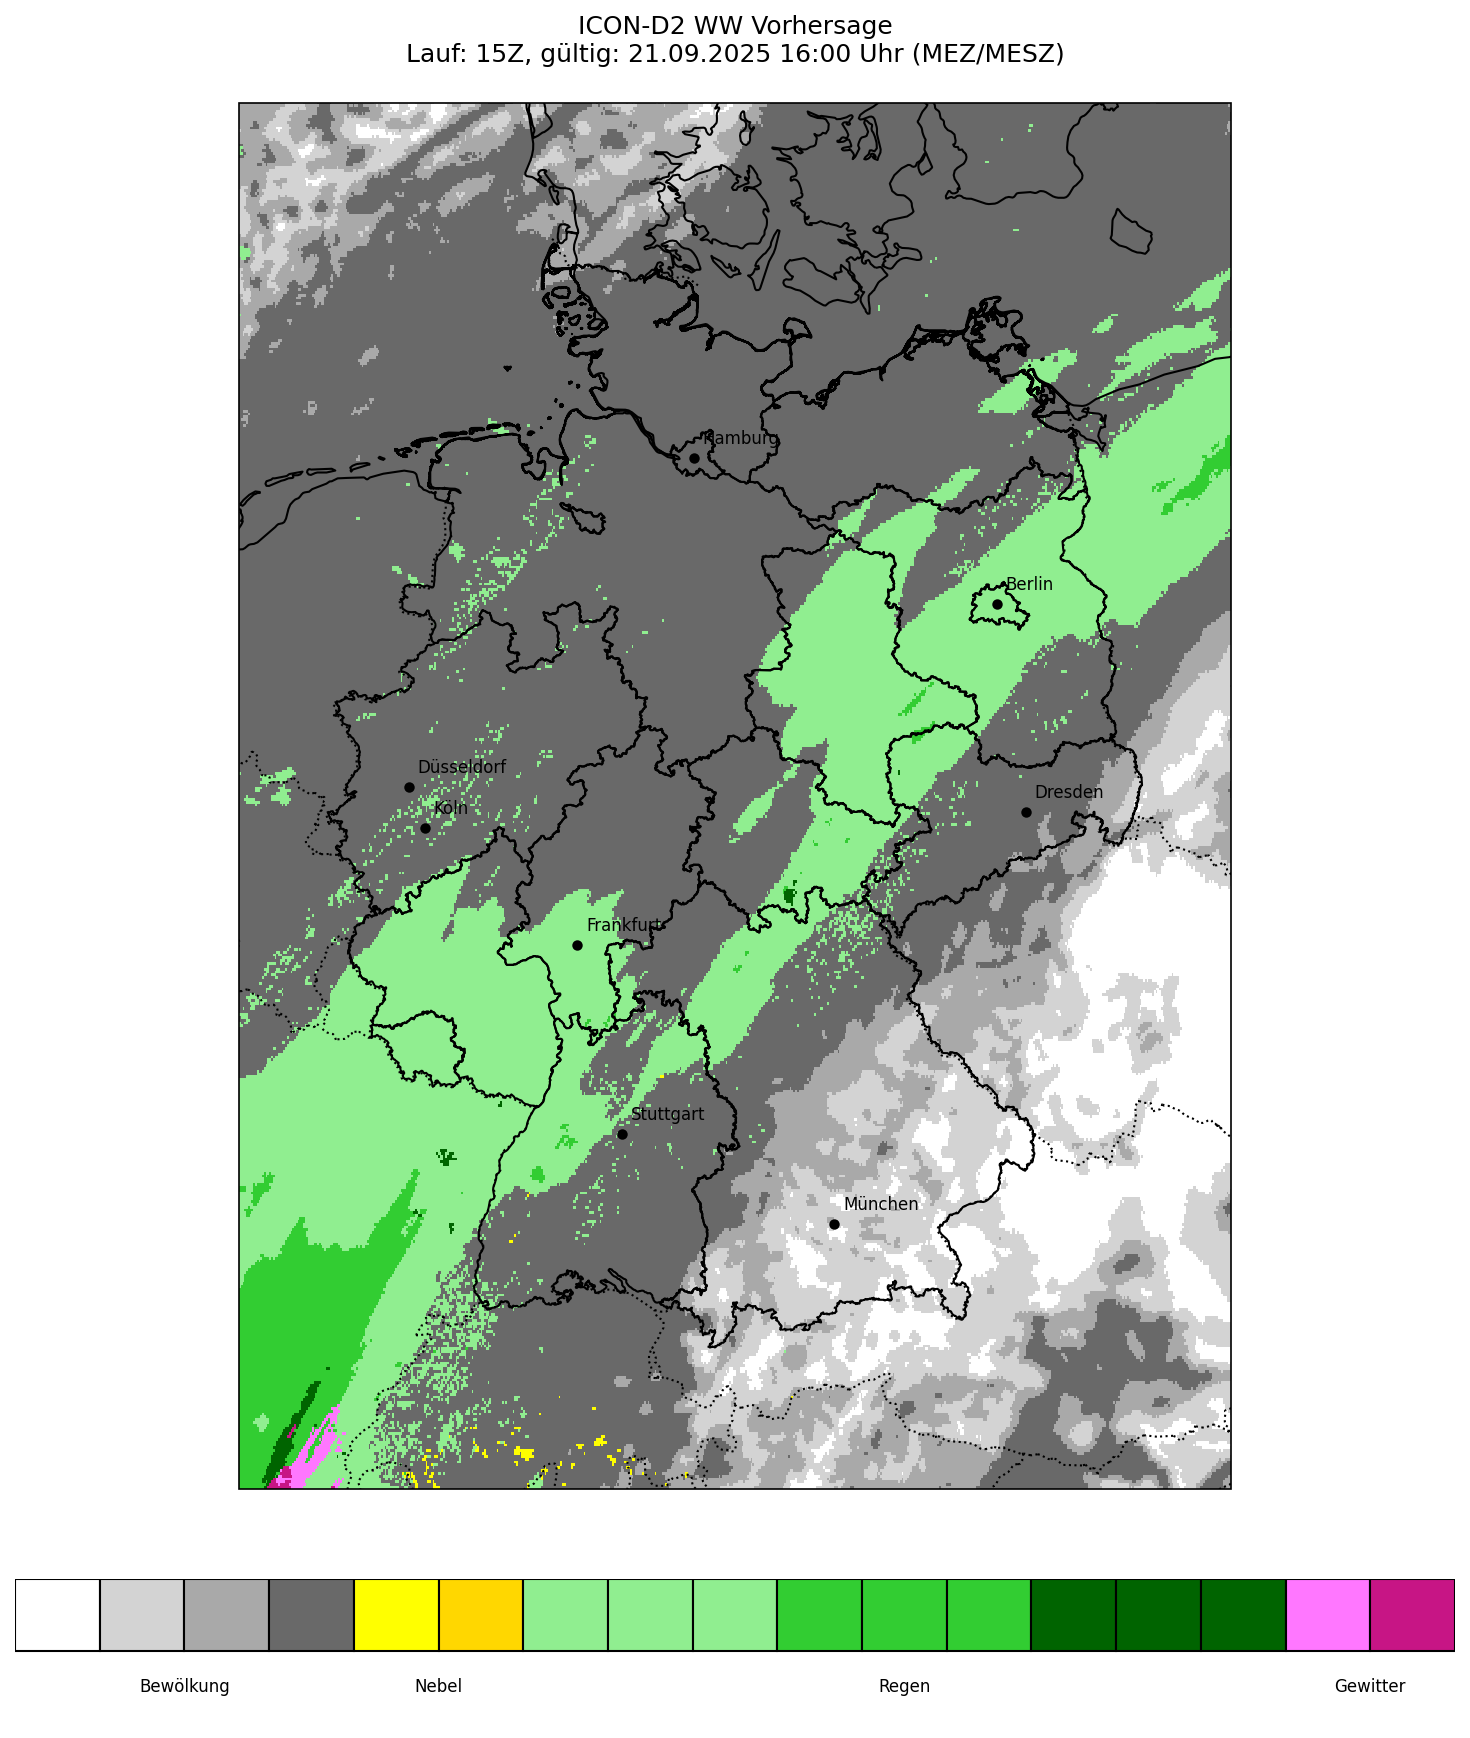 ICON-D2 WW Vorhersage
Lauf: 15Z, gültig: 21.09.2025 16:00 Uhr (MEZ/MESZ)
Hamburg
Berlin
Düsseldorf
Köln
Dresden
Frankfurt
Stuttgart
München
Bewölkung
Nebel
Regen
Gewitter